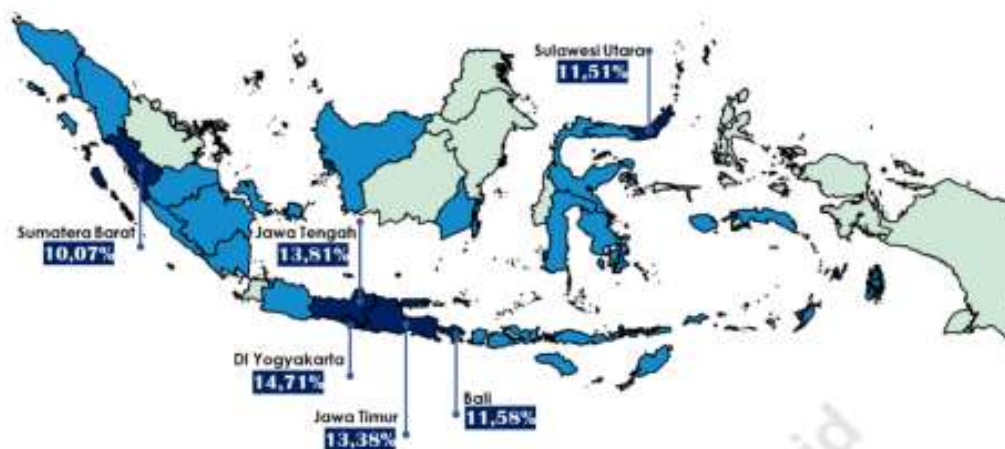 Sulawesi Utara
11,51%
Sumatera Barat
10,07%
Jawa Tengah
13,81%
DI Yogyakarta
14,71%
Jawa Timur
13,38%
Bali
11,58%
id